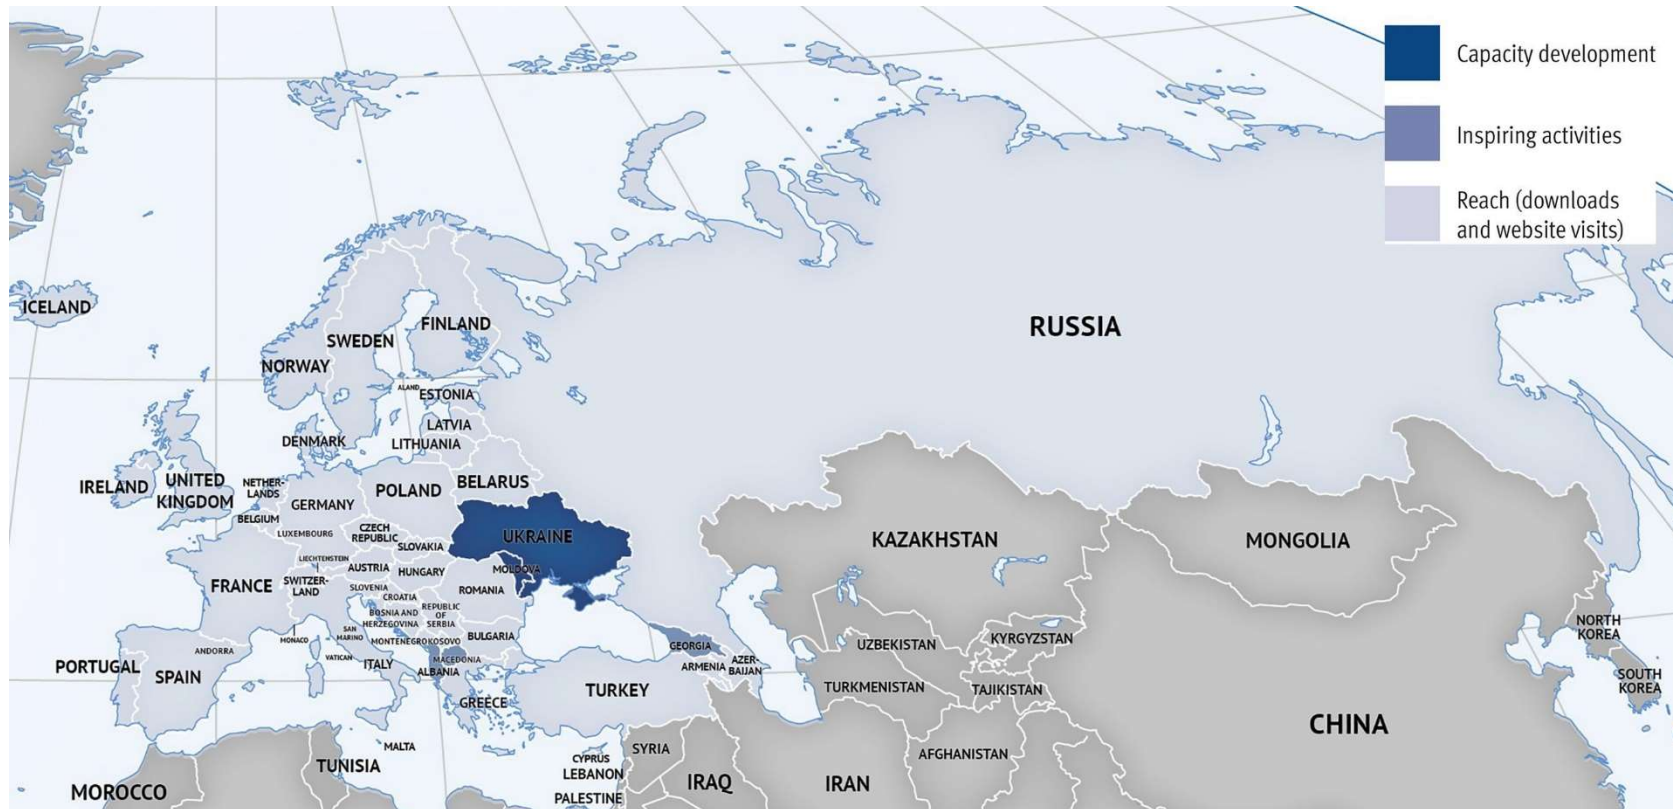 Capacity development
Inspiring activities
Reach (downloads
and website visits)
ICELAND
RUSSIA
FINLAND
SWEDEN
NORWAY
ALAND
ESTONIA
LATVIA
DENMARK
LITHUANIA
IRELAND
UNITED
KINGDOM
NETHER-
LANDS
BELGIUM
GERMANY
POLAND
BELARUS
LUXEMBOURG
CZECH
REPUBLIC
SLOVAKIA
UKRAINE
KAZAKHSTAN
MONGOLIA
LIECHTENSTEIN
AUSTRIA
HUNGARY
MOLDOVA
FRANCE
SWITZER-
LAND
SLOVENIA
CROATIA
ROMANIA
BOSNIA AND
HERZEGOVINA
REPUBLIC
OF
SERBIA
SAN
MARINO
MONACO
MONTENEGRO
KOSOVO
BULGARIA
ANDORRA
VATICAN
ITALY
MACEDONIA
ALBANIA
GEORGIA
ARMENIA
AZER-
BAIJAN
UZBEKISTAN
KYRGYZSTAN
NORTH
KOREA
PORTUGAL
SPAIN
GREECE
TURKEY
TURKMENISTAN
TAJIKISTAN
SOUTH
KOREA
CHINA
MALTA
TUNISIA
MOROCCO
CYPRUS
LEBANON
PALESTINE
SYRIA
IRAQ
IRAN
AFGHANISTAN